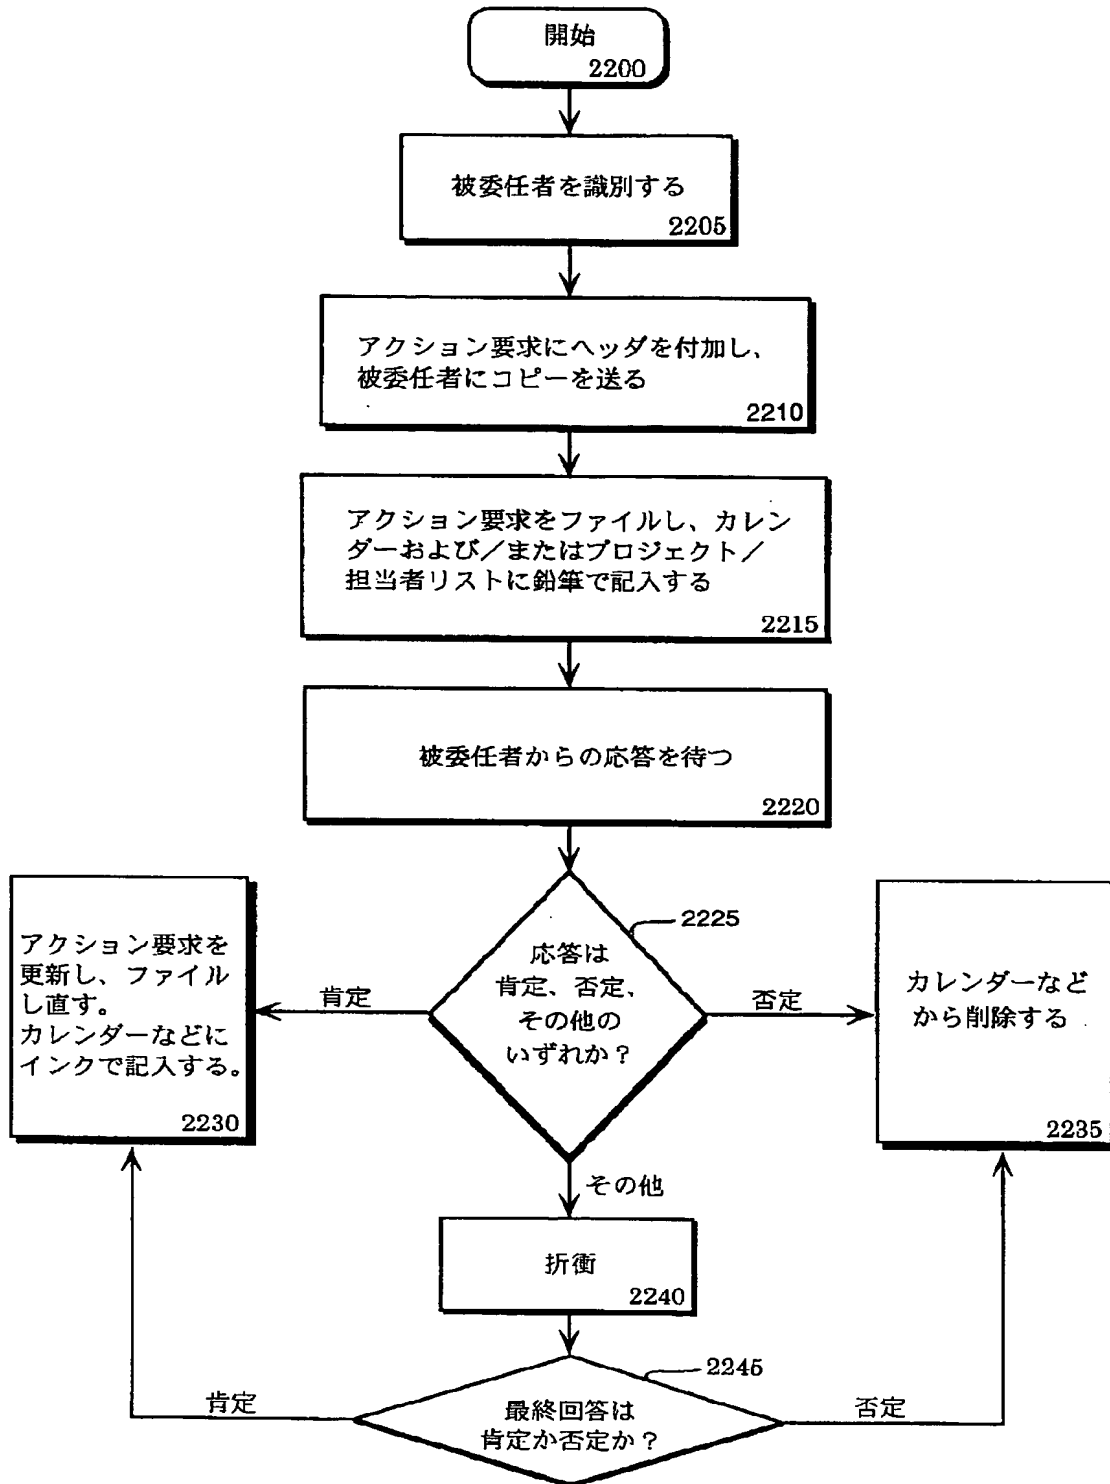 開始
2200
被委任者を識別する
2205
アクション要求にヘッダを付加し、
被委任者にコピーを送る
2210
アクション要求をファイルし、カレン
ダーおよび／またはプロジェクト／
担当者リストに鉛筆で記入する
2215
被委任者からの応答を待つ
2220
2225
応答は
肯定、否定、
その他の
いずれか？
肯定
否定
アクション要求を
更新し、ファイル
し直す。
カレンダーなどに
インクで記入する。
2230
カレンダーなど
から削除する
2235
その他
折衝
2240
2245
最終回答は
肯定か否定か？
肯定
否定